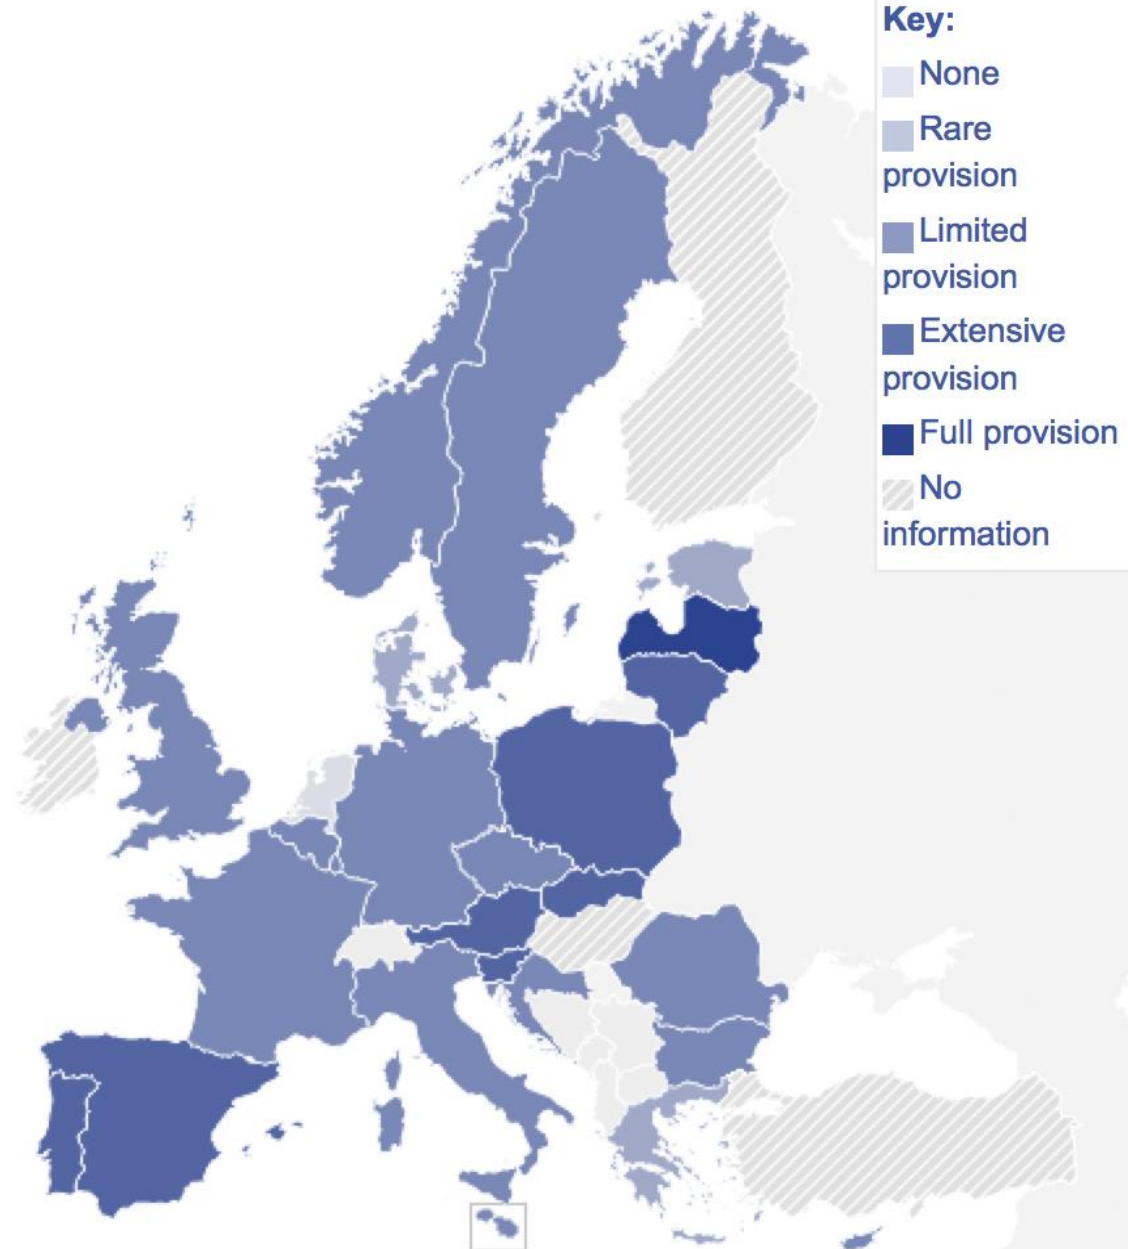 Key:
None
Rare
provision
Limited
provision
Extensive
provision
Full provision
No
information